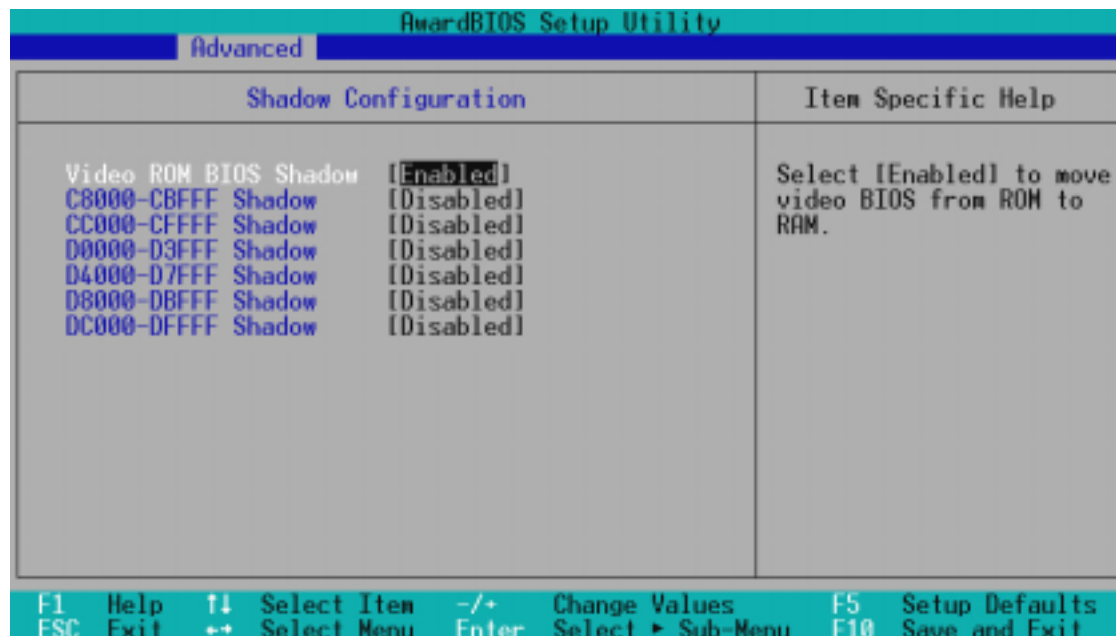 AwardBIOS Setup Utility
Advanced
Shadow Configuration
Item Specific Help
Video ROM BIOS Shadow [Enabled]
C8000-CBFFF Shadow [Disabled]
CC000-CFFFF Shadow [Disabled]
D0000-D3FFF Shadow [Disabled]
D4000-D7FFF Shadow [Disabled]
D8000-DBFFF Shadow [Disabled]
DC000-DFFFF Shadow [Disabled]
Select [Enabled] to move
video BIOS from ROM to
RAM.
F1 Help ↑↓ Select Item -/+ Change Values F5 Setup Defaults
ESC Exit ←→ Select Menu Enter Select ► Sub-Menu F10 Save and Exit